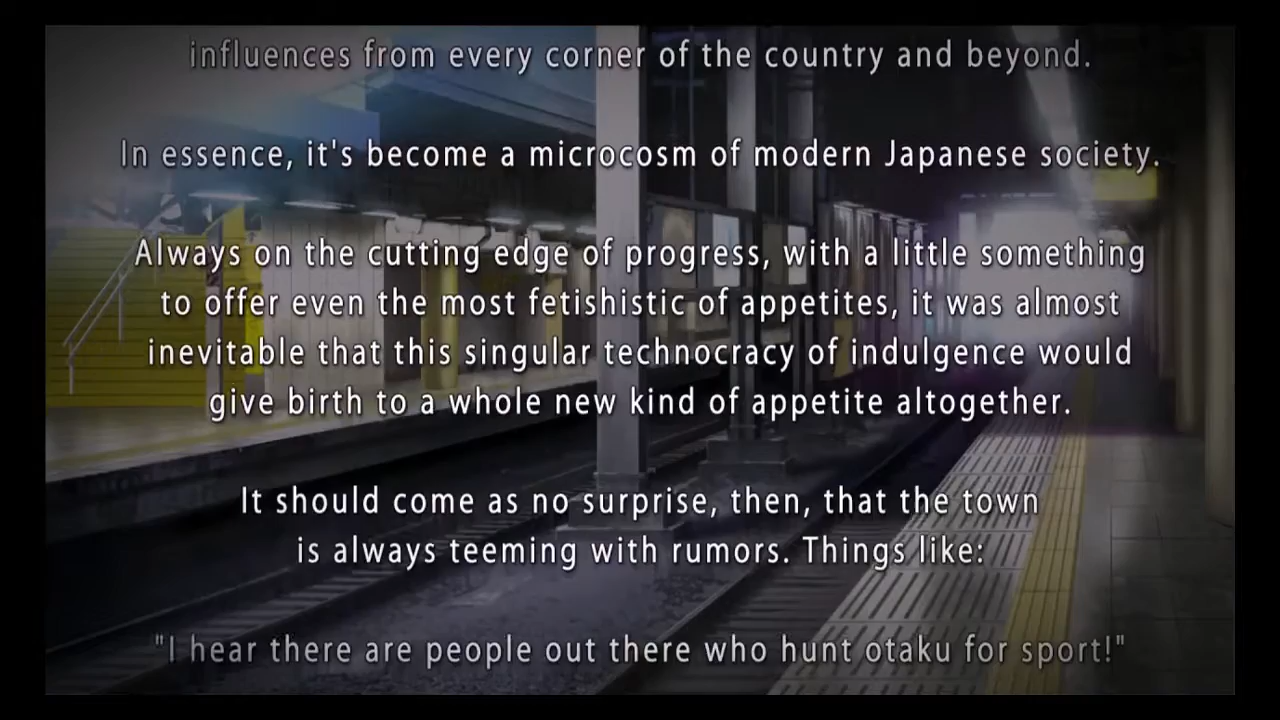 influences from every corner of the country and beyond.
In essence, it's become a microcosm of modern Japanese society.
Always on the cutting edge of progress, with a little something
to offer even the most fetishistic of appetites, it was almost
inevitable that this singular technocracy of indulgence would
give birth to a whole new kind of appetite altogether.
It should come as no surprise, then, that the town
is always teeming with rumors. Things like:
"I hear there are people out there who hunt otaku for sport!"